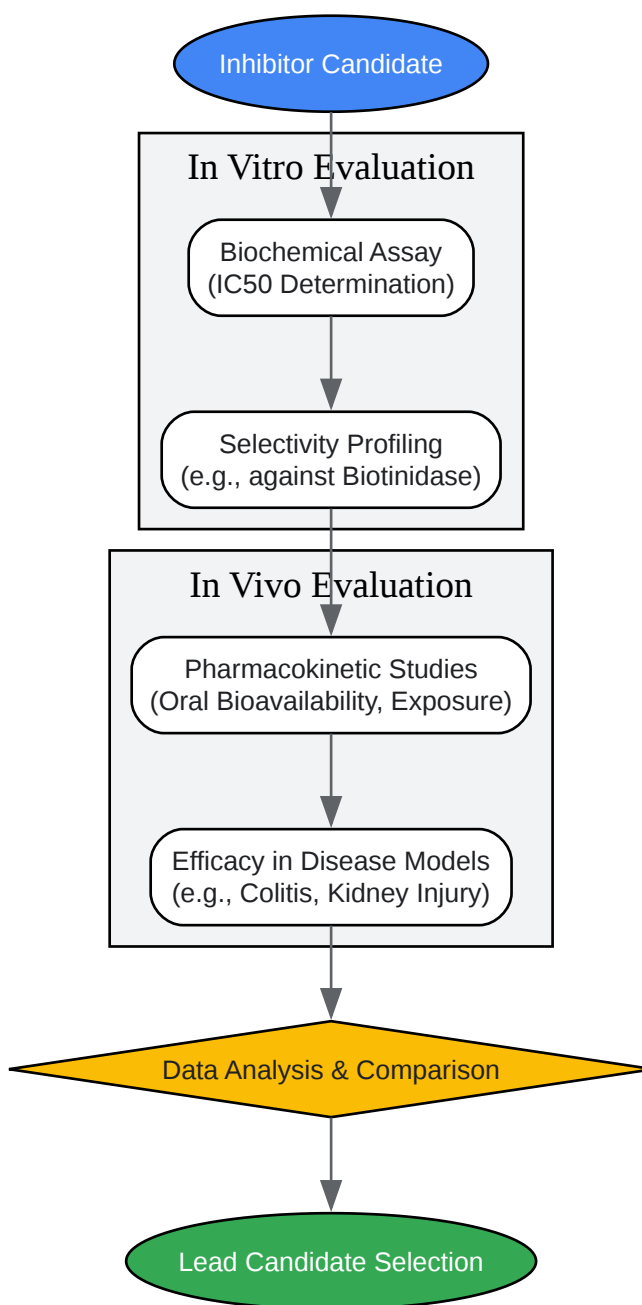 Inhibitor Candidate
In Vitro Evaluation
Biochemical Assay
(IC50 Determination)
Selectivity Profiling
(e.g., against Biotinidase)
In Vivo Evaluation
Pharmacokinetic Studies
(Oral Bioavailability, Exposure)
Efficacy in Disease Models
(e.g., Colitis, Kidney Injury)
Data Analysis & Comparison
Lead Candidate Selection